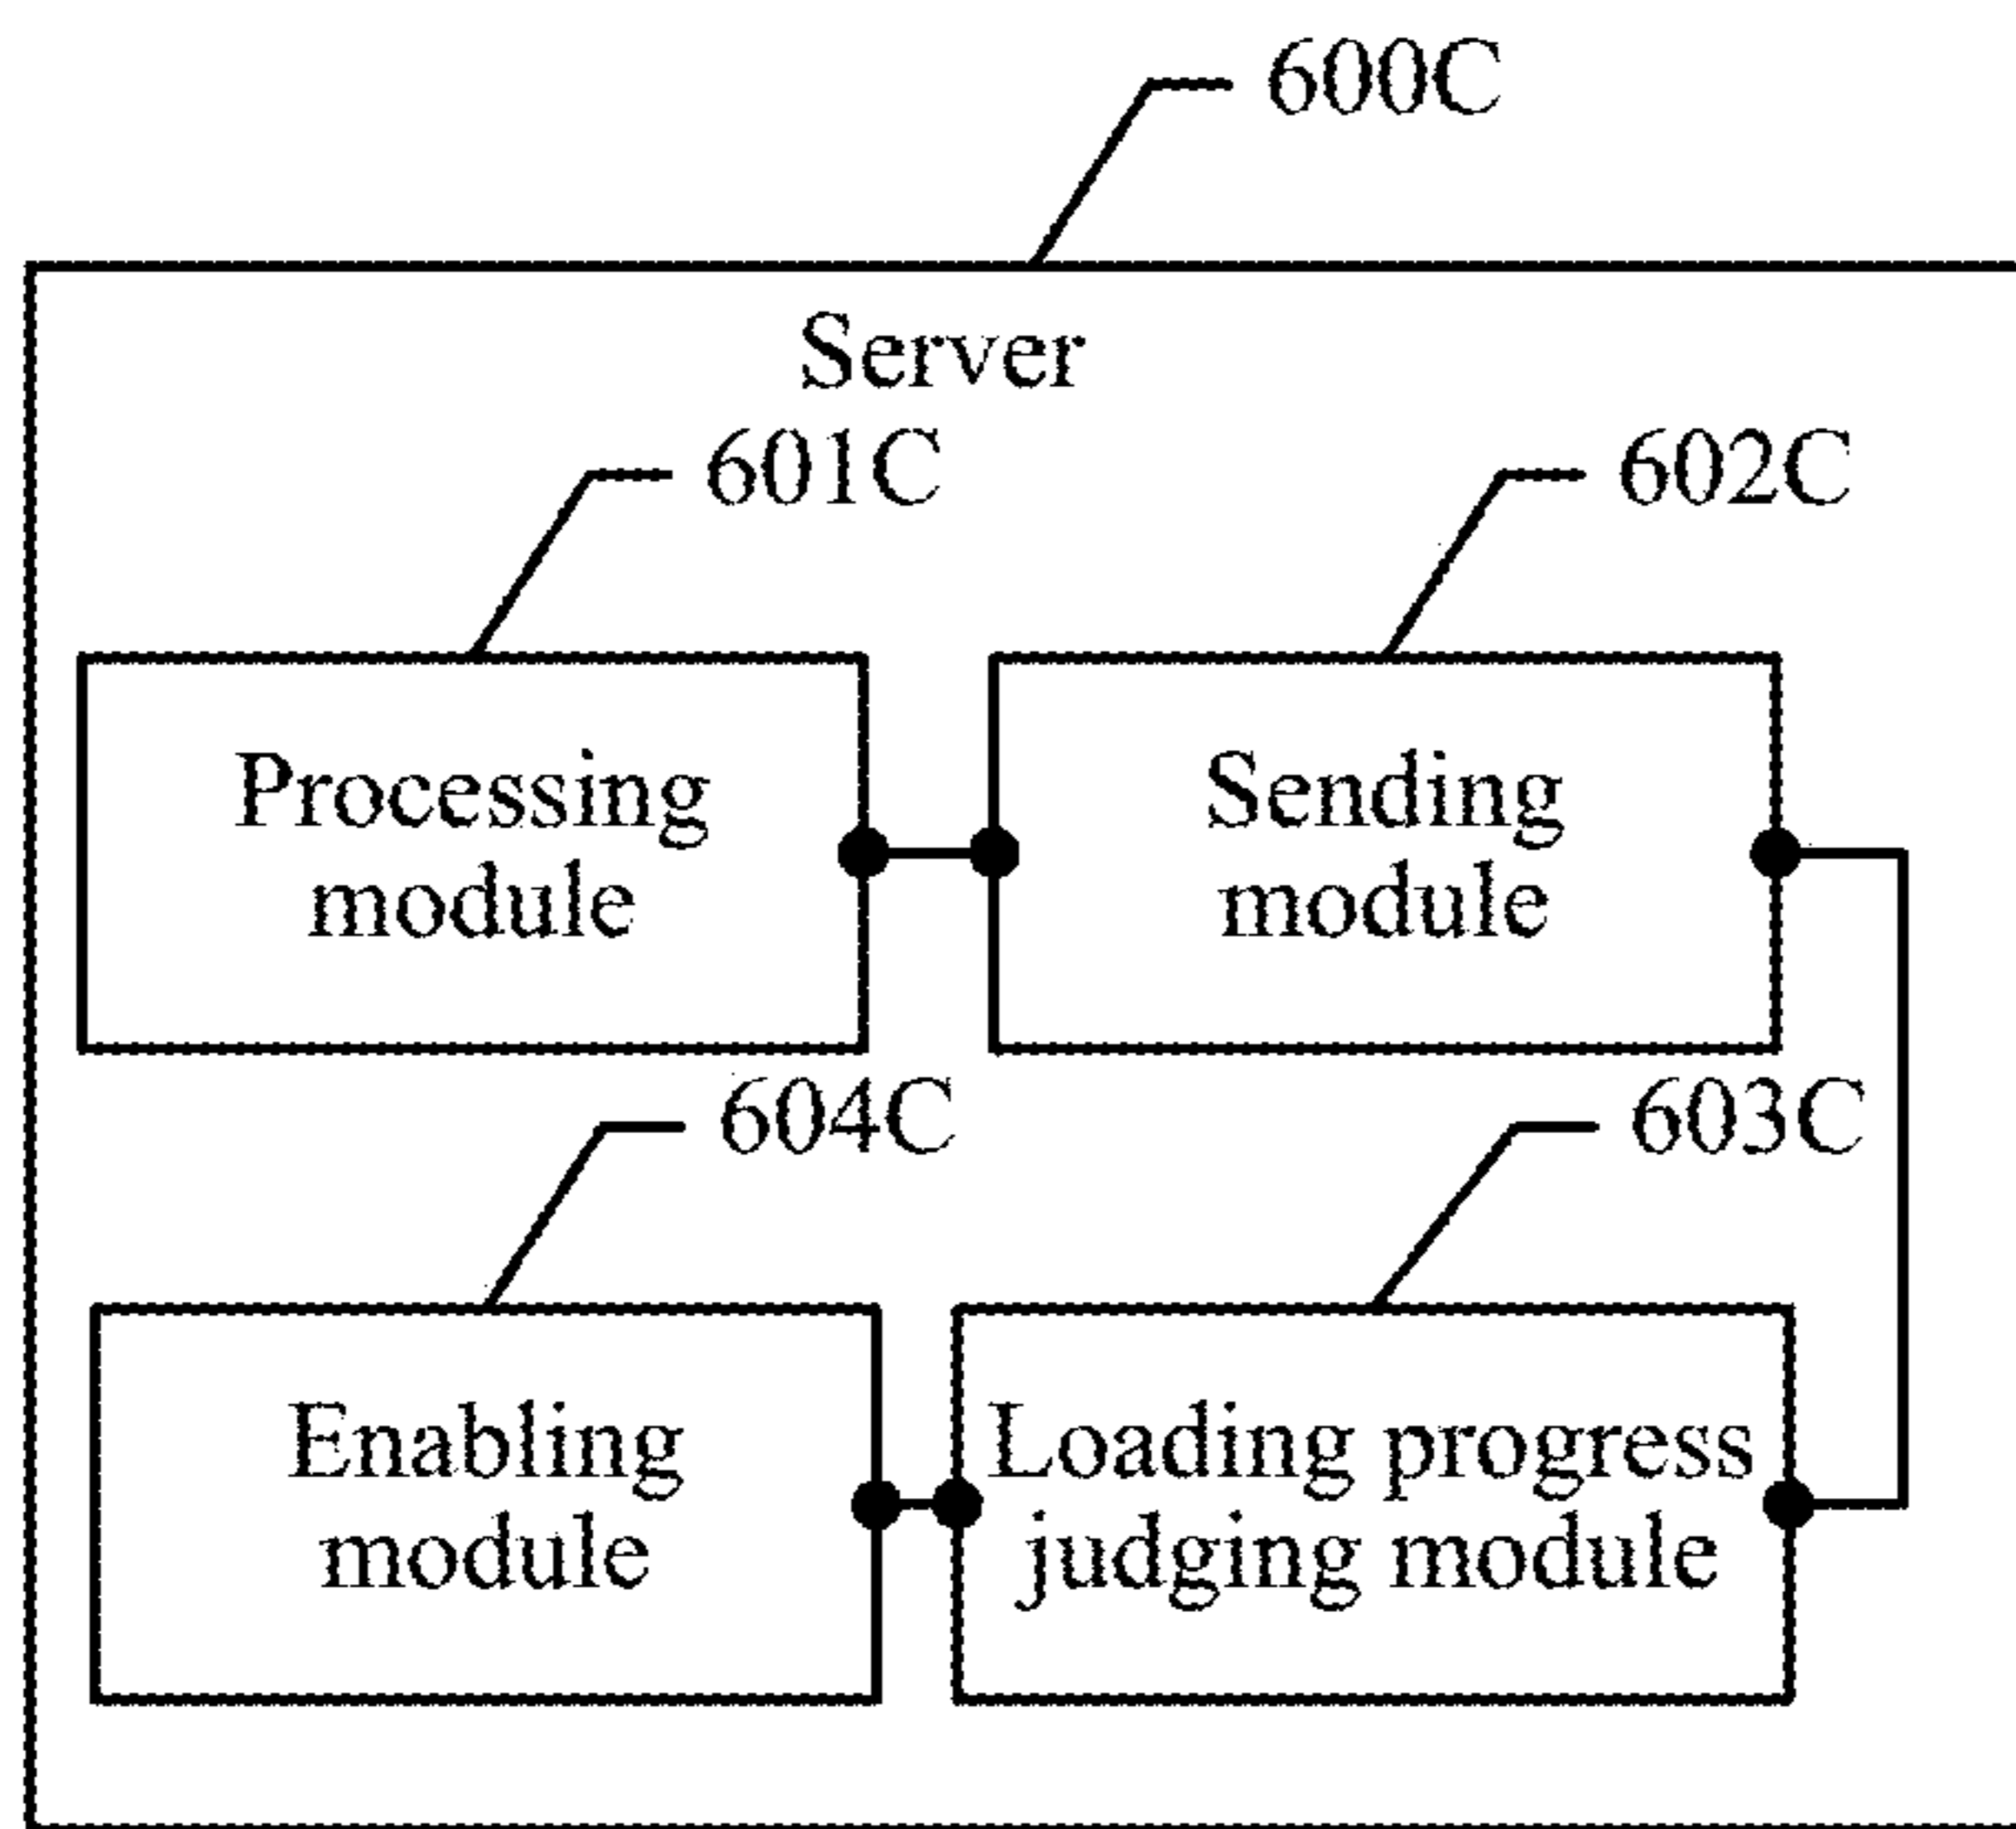 600C
Server
601C
602C
Processing
module
Sending
module
604C
603C
Enabling
module
Loading progress
judging module